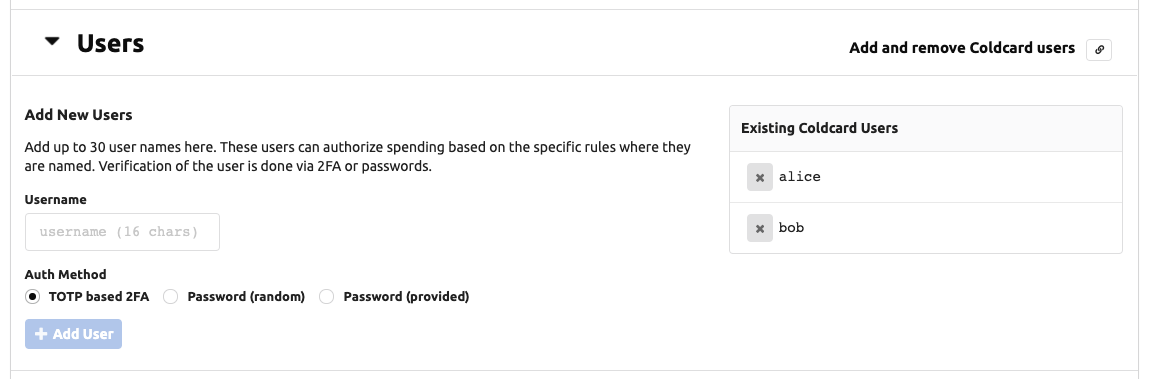 Users
Add and remove Coldcard users
Add New Users
Add up to 30 user names here. These users can authorize spending based on the specific rules where they
are named. Verification of the user is done via 2FA or passwords.
Username
username (16 chars)
Auth Method
TOTP based 2FA Password (random) Password (provided)
Add User
Existing Coldcard Users
alice
bob